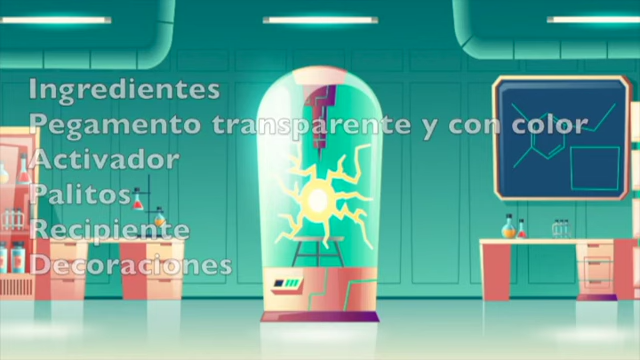 Ingredientes
Pegamento transparente y con color
Activador
Palitos
Recipiente
Decoraciones